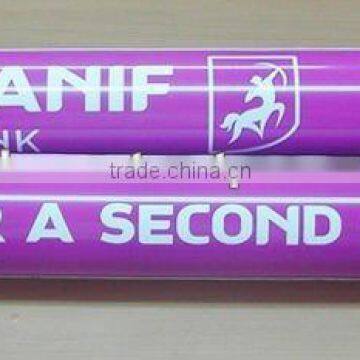 ANIF
NK
trade.china.cn
R A SECOND